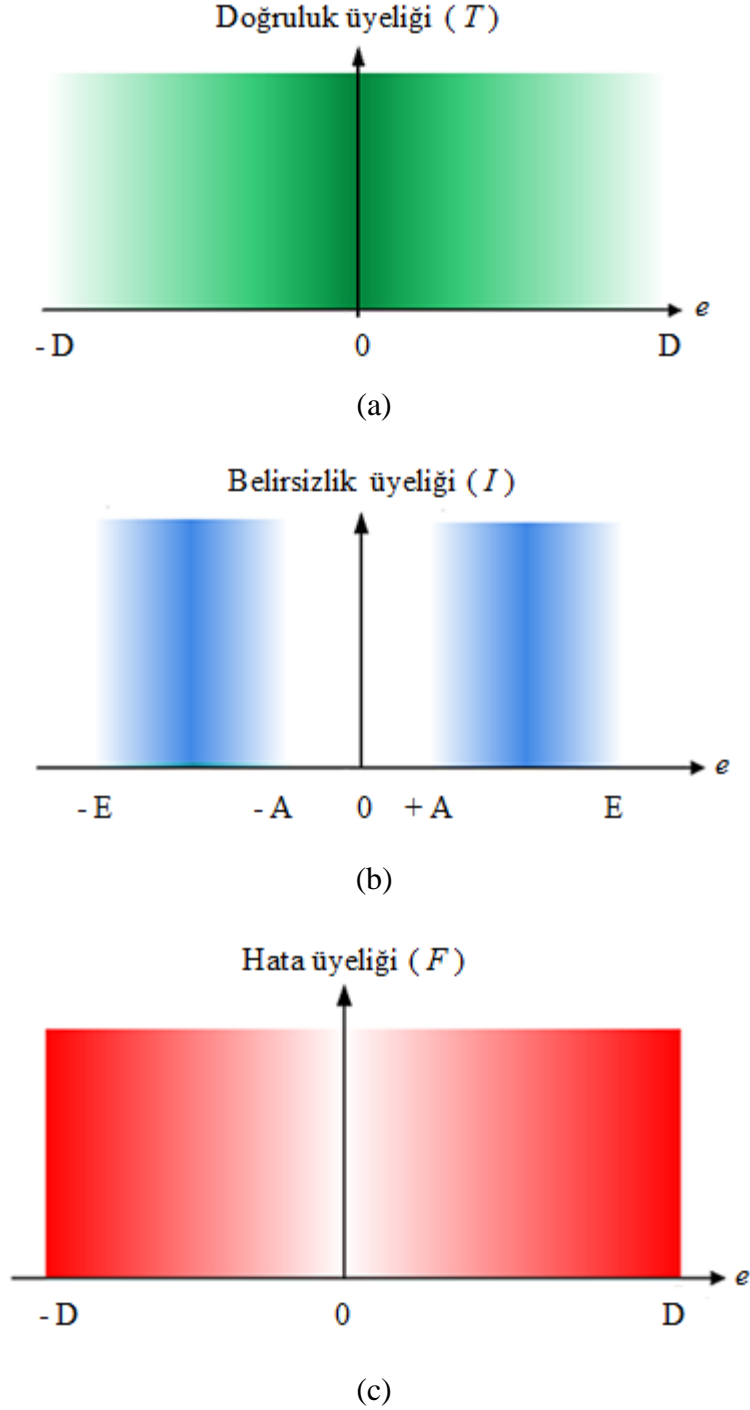 Doğruluk üyeliği ( T )
e
- D 0 D
(a)
Belirsizlik üyeliği ( I )
e
- E - A 0 + A E
(b)
Hata üyeliği ( F )
e
- D 0 D
(c)